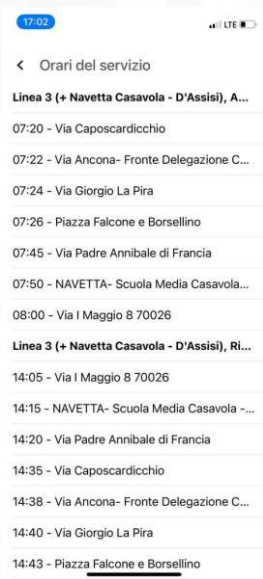 17:02
LTE
Orari del servizio
Linea 3 (+ Navetta Casavola - D'Assisi), A...
07:20 - Via Caposcardicchio
07:22 - Via Ancona- Fronte Delegazione C...
07:24 - Via Giorgio La Pira
07:26 - Piazza Falcone e Borsellino
07:45 - Via Padre Annibale di Francia
07:50 - NAVETTA- Scuola Media Casavola...
08:00 - Via I Maggio 8 70026
Linea 3 (+ Navetta Casavola - D'Assisi), Ri...
14:05 - Via I Maggio 8 70026
14:15 - NAVETTA- Scuola Media Casavola -...
14:20 - Via Padre Annibale di Francia
14:35 - Via Caposcardicchio
14:38 - Via Ancona- Fronte Delegazione C...
14:40 - Via Giorgio La Pira
14:43 - Piazza Falcone e Borsellino